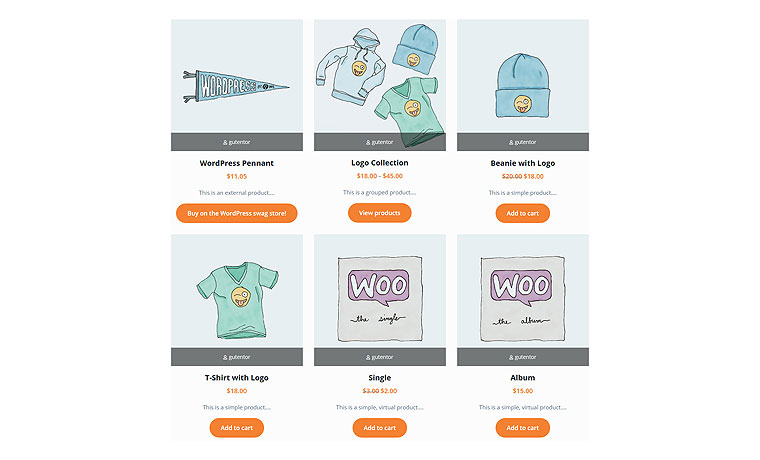 WORDPRESS
gutentor
gutentor
gutentor
WordPress Pennant
Logo Collection
Beanie with Logo
$11.05
$18.00 - $45.00
$20.00 $18.00
This is an external product....
This is a grouped product....
This is a simple product....
Buy on the WordPress swag store!
View products
Add to cart
WOO
the single
WOO
the album
gutentor
gutentor
gutentor
T-Shirt with Logo
Single
Album
$18.00
$3.00 $2.00
$15.00
This is a simple product....
This is a simple, virtual product....
This is a simple, virtual product....
Add to cart
Add to cart
Add to cart